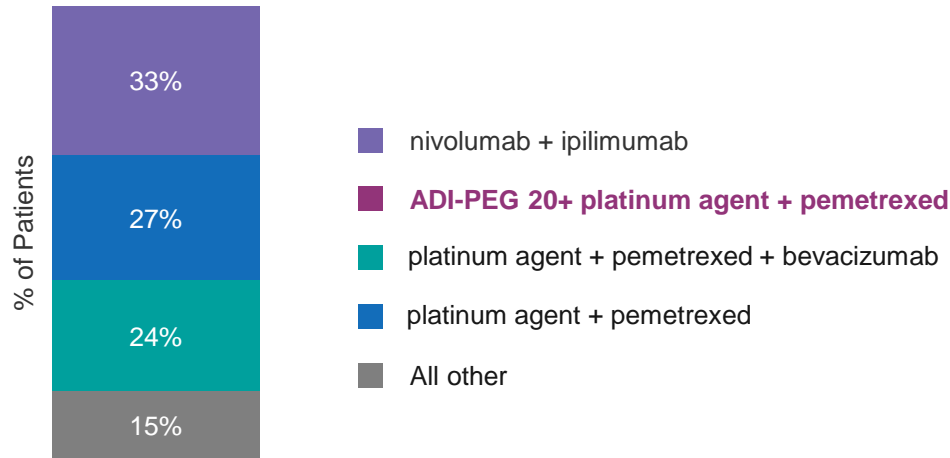 % of Patients
33%
27%
24%
15%
nivolumab + ipilimumab
ADI-PEG 20+ platinum agent + pemetrexed
platinum agent + pemetrexed + bevacizumab
platinum agent + pemetrexed
All other